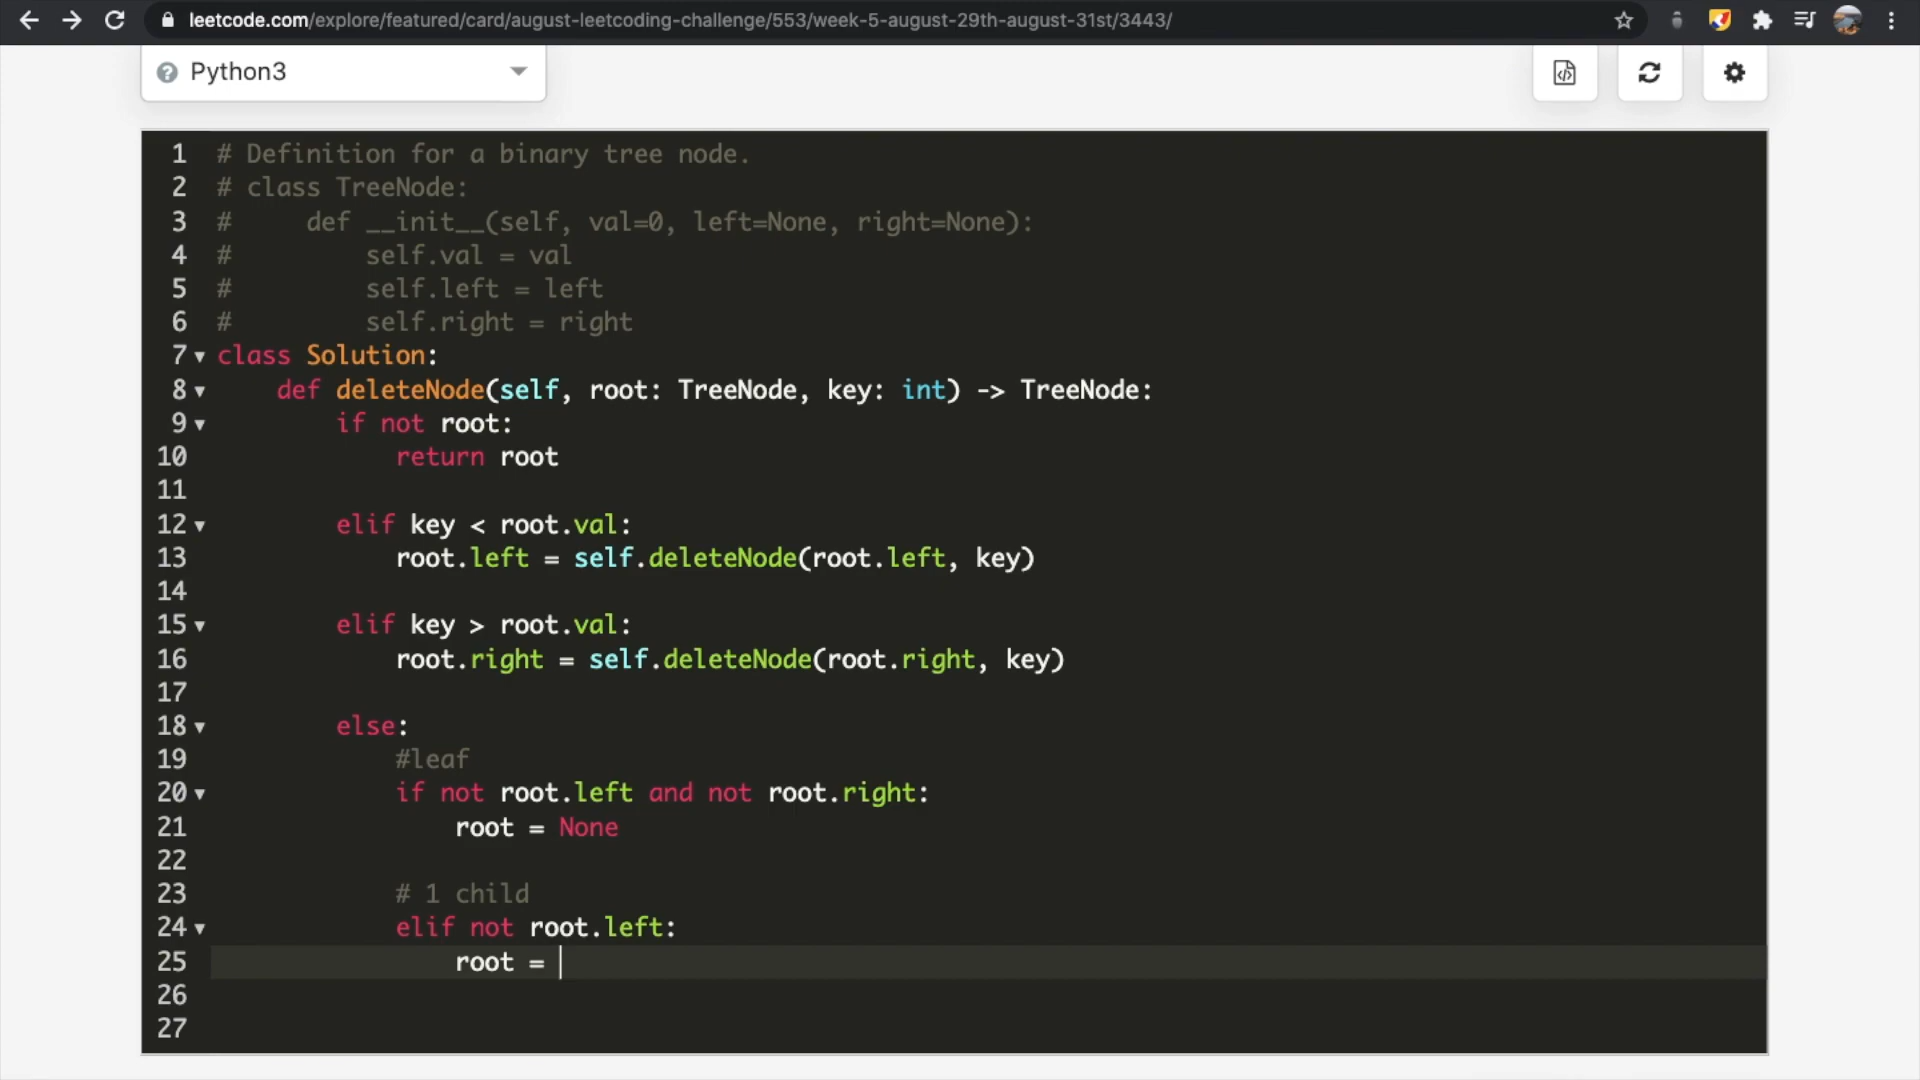 leetcode.com/explore/featured/card/august-leetcoding-challenge/553/week-5-august-29th-august-31st/3443/
Python3
1 # Definition for a binary tree node.
2 # class TreeNode:
3 #     def __init__(self, val=0, left=None, right=None):
4 #         self.val = val
5 #         self.left = left
6 #         self.right = right
7 class Solution:
8     def deleteNode(self, root: TreeNode, key: int) -> TreeNode:
9         if not root:
10             return root
11
12         elif key < root.val:
13             root.left = self.deleteNode(root.left, key)
14
15         elif key > root.val:
16             root.right = self.deleteNode(root.right, key)
17
18         else:
19             #leaf
20             if not root.left and not root.right:
21                 root = None
22
23             # 1 child
24             elif not root.left:
25                 root =
26
27